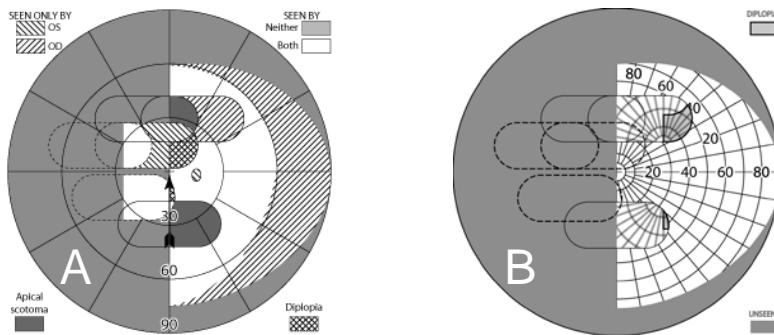 SEEN ONLY BY
OS
OD
SEEN BY
Neither
Both
30
60
90
A
Apical
scotoma
Diplopia
DIPLOPI
80
60
40
20
20 40 60 80
B
UNSEEN